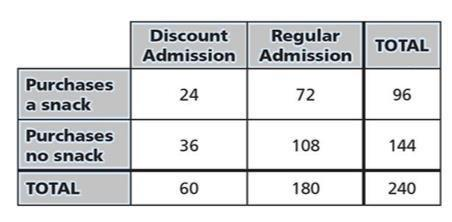 Discount Admission Regular Admission TOTAL
Purchases a snack 24 72 96
Purchases no snack 36 108 144
TOTAL 60 180 240